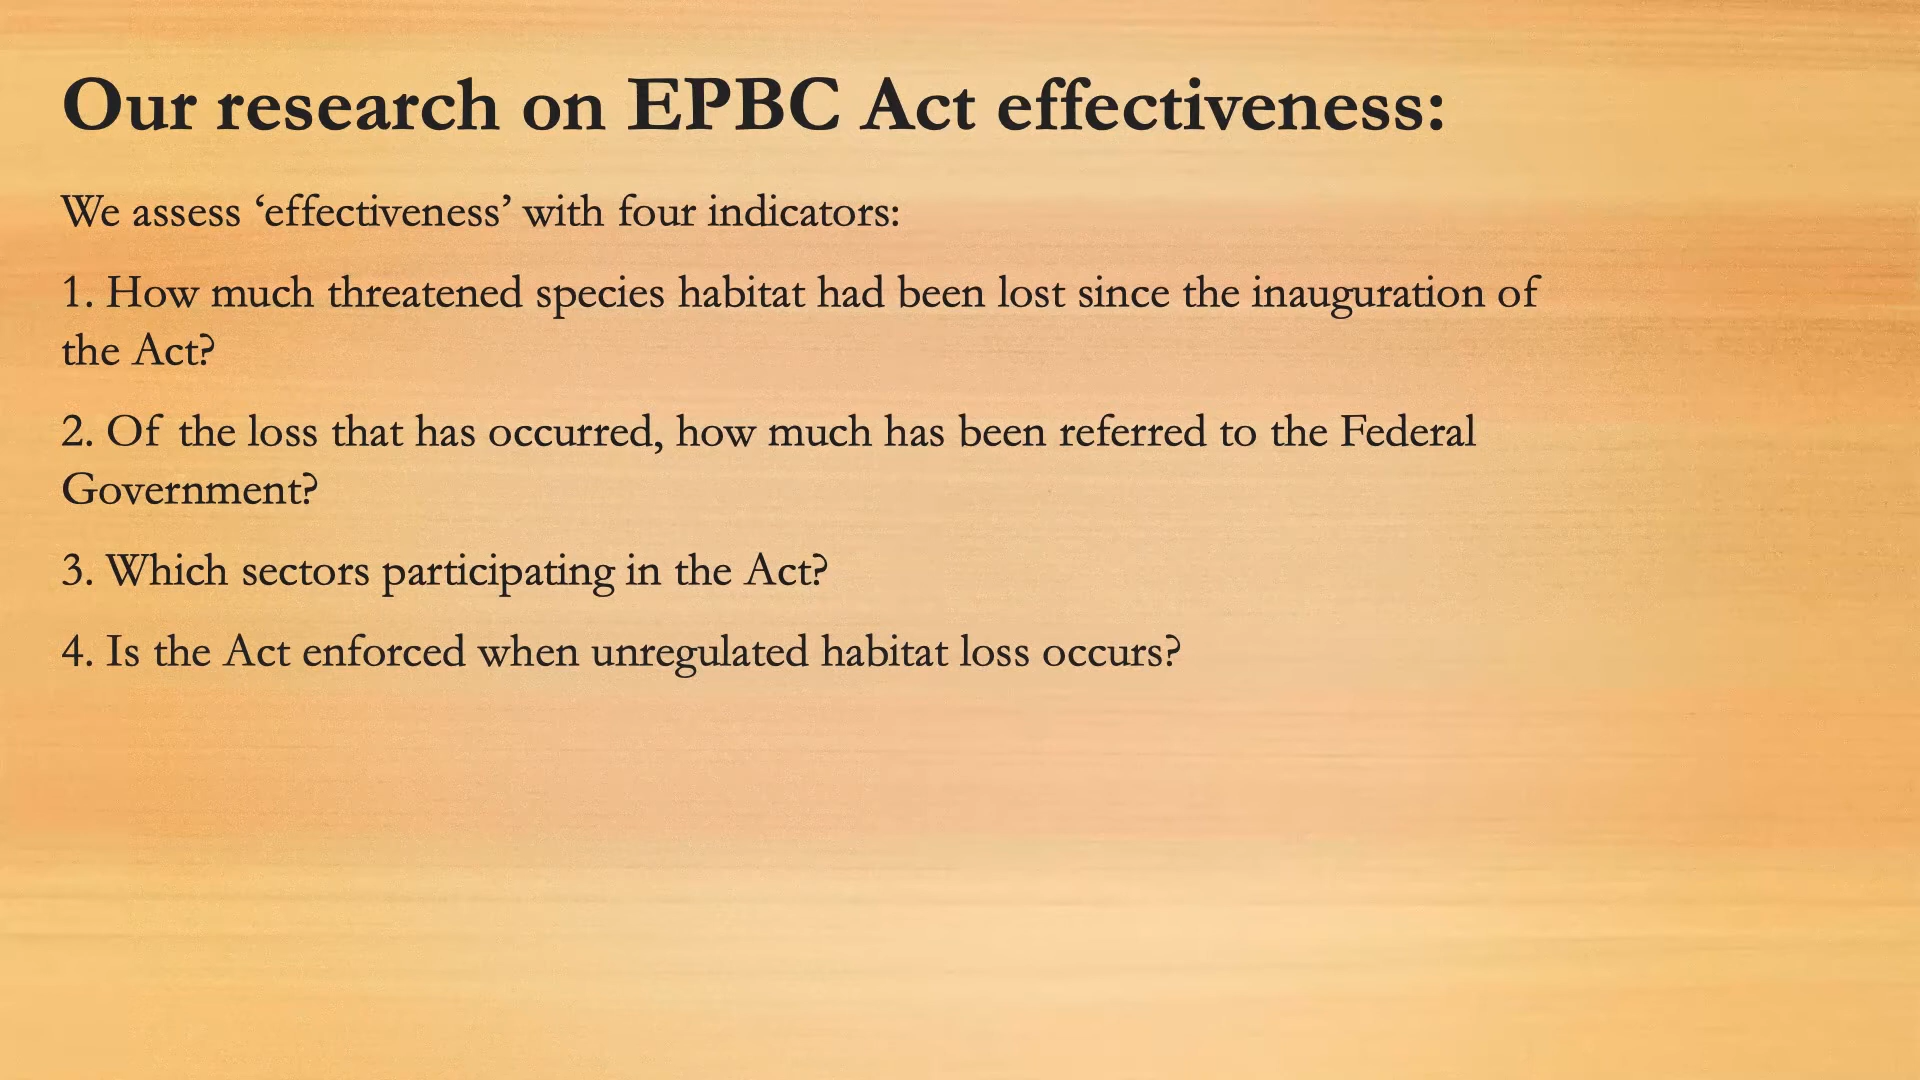 Our research on EPBC Act effectiveness:
We assess ‘effectiveness’ with four indicators:
1. How much threatened species habitat had been lost since the inauguration of
the Act?
2. Of the loss that has occurred, how much has been referred to the Federal
Government?
3. Which sectors participating in the Act?
4. Is the Act enforced when unregulated habitat loss occurs?